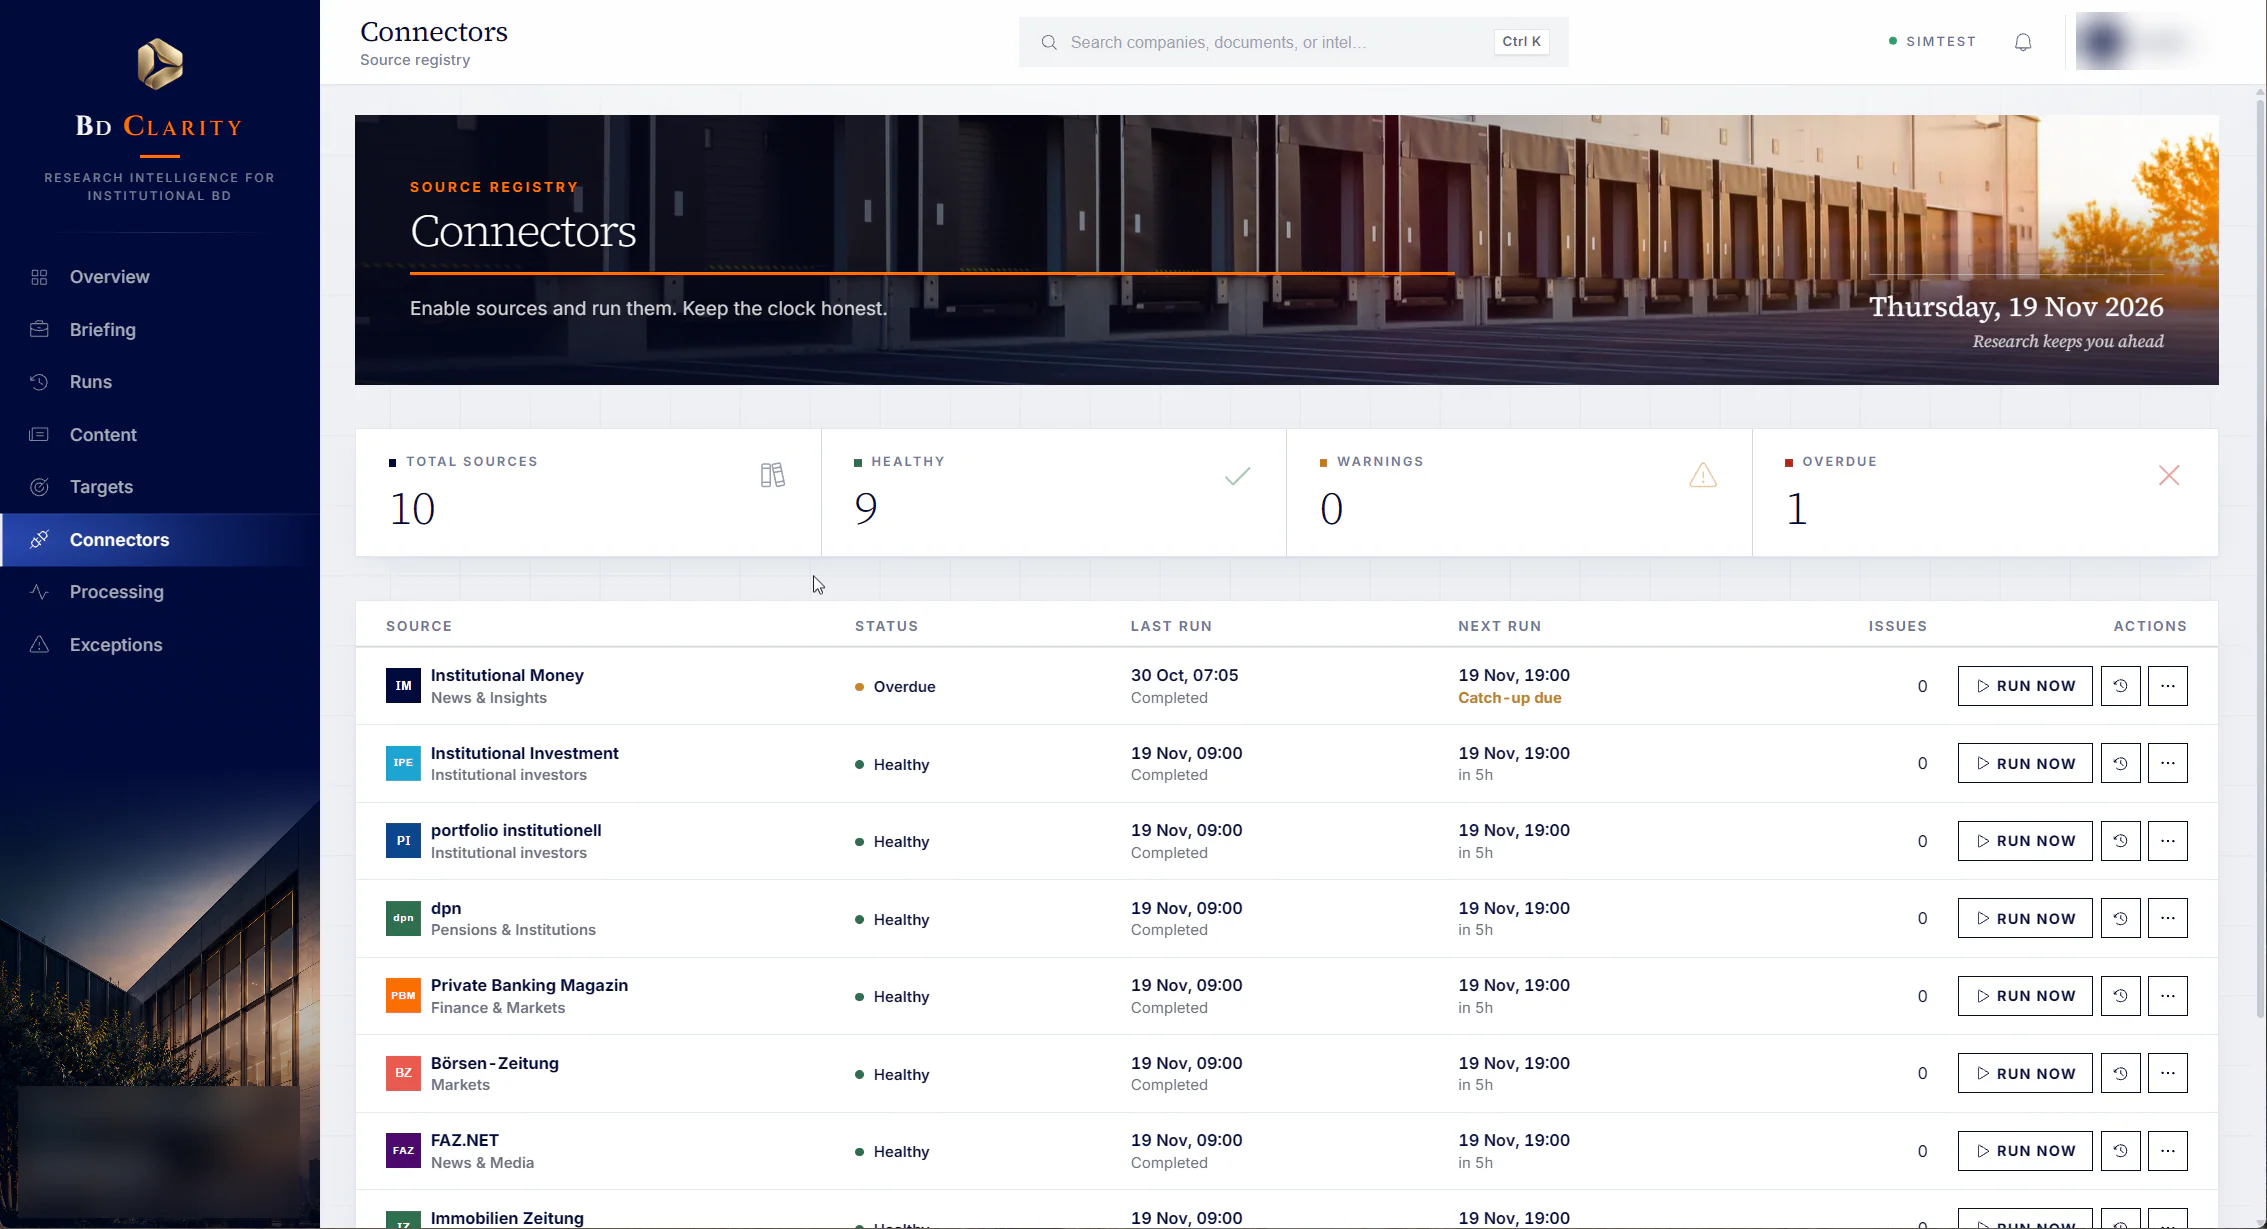 BD CLARITY
RESEARCH INTELLIGENCE FOR
INSTITUTIONAL BD
Overview
Briefing
Runs
Content
Targets
Connectors
Processing
Exceptions
Connectors
Source registry
Search companies, documents, or intel...
Ctrl K
SIMTEST
SOURCE REGISTRY
Connectors
Enable sources and run them. Keep the clock honest.
Thursday, 19 Nov 2026
Research keeps you ahead
TOTAL SOURCES
10
HEALTHY
9
WARNINGS
0
OVERDUE
1
SOURCE STATUS LAST RUN NEXT RUN ISSUES ACTIONS
IM Institutional Money Overdue 30 Oct, 07:05 19 Nov, 19:00 0 RUN NOW
News & Insights Completed Catch-up due
IPE Institutional Investment Healthy 19 Nov, 09:00 19 Nov, 19:00 0 RUN NOW
Institutional investors Completed in 5h
PI portfolio institutionell Healthy 19 Nov, 09:00 19 Nov, 19:00 0 RUN NOW
Institutional investors Completed in 5h
dpn dpn Healthy 19 Nov, 09:00 19 Nov, 19:00 0 RUN NOW
Pensions & Institutions Completed in 5h
PBM Private Banking Magazin Healthy 19 Nov, 09:00 19 Nov, 19:00 0 RUN NOW
Finance & Markets Completed in 5h
BZ Börsen-Zeitung Healthy 19 Nov, 09:00 19 Nov, 19:00 0 RUN NOW
Markets Completed in 5h
FAZ FAZ.NET Healthy 19 Nov, 09:00 19 Nov, 19:00 0 RUN NOW
News & Media Completed in 5h
IZ Immobilien Zeitung Healthy 19 Nov, 09:00 19 Nov, 19:00 0 RUN NOW